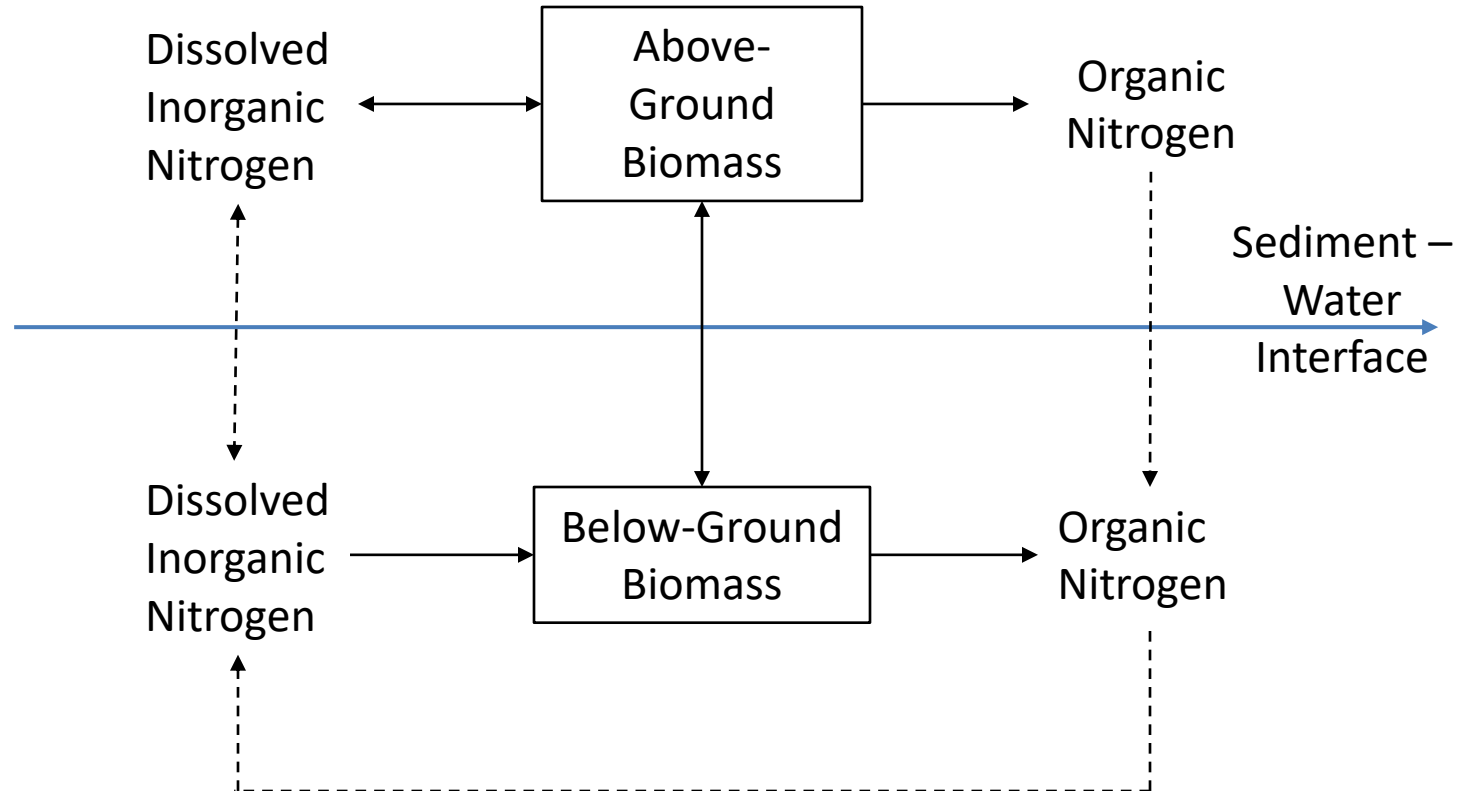 Dissolved
Inorganic
Nitrogen
Above-
Ground
Biomass
Organic
Nitrogen
Sediment –
Water
Interface
Dissolved
Inorganic
Nitrogen
Below-Ground
Biomass
Organic
Nitrogen